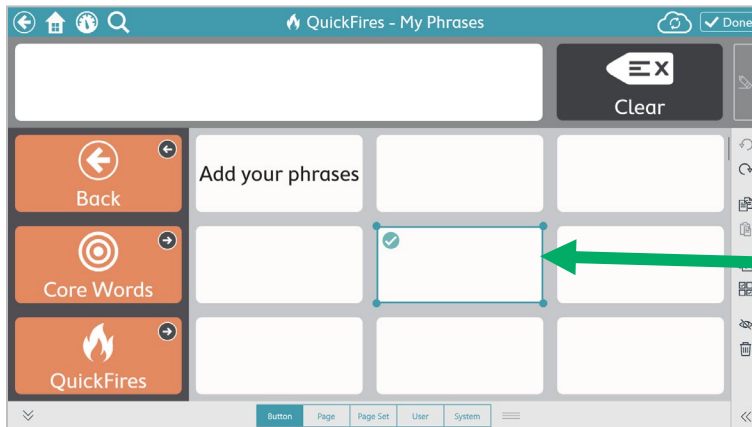 QuickFires - My Phrases
Done
Clear
Back
Add your phrases
Core Words
QuickFires
Button Page Page Set User System